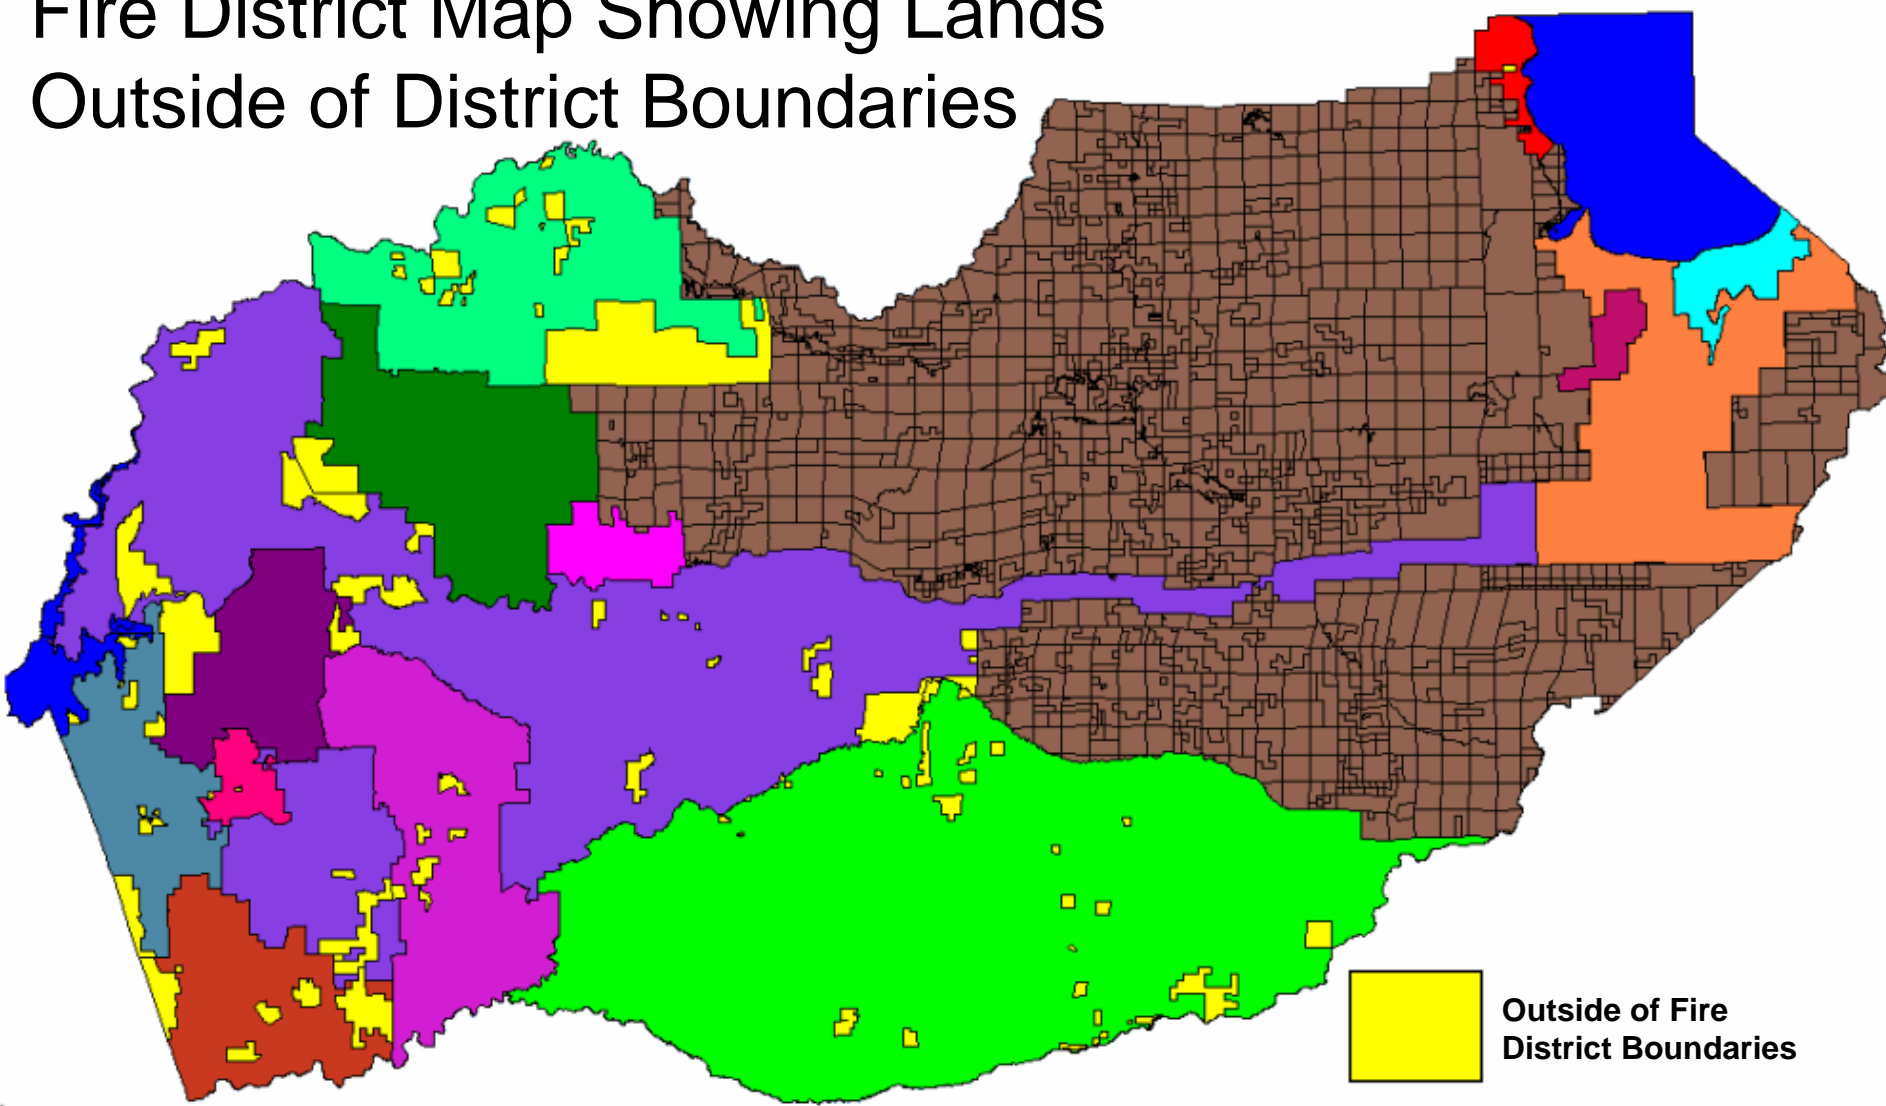 Fire District Map Showing Lands
Outside of District Boundaries
Outside of Fire
District Boundaries